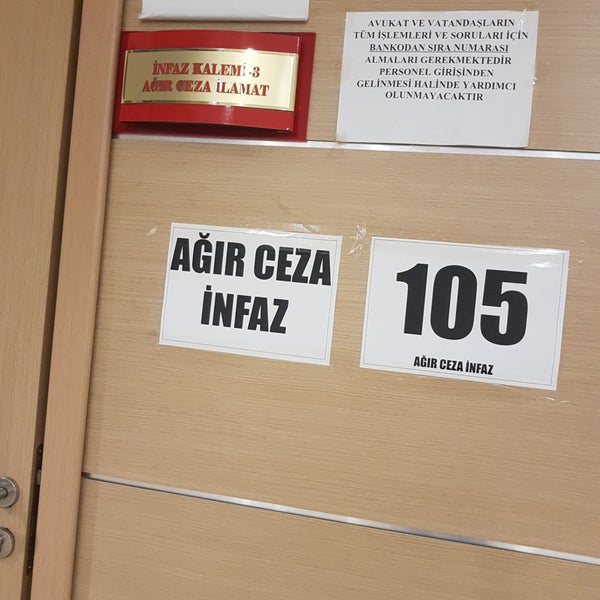 İNFAZ KALEMİ-3
AĞIR CEZA İLAMAT
AVUKAT VE VATANDAŞLARIN
TÜM İŞLEMLERİ VE SORULARI İÇİN
BANKODAN SIRA NUMARASI
ALMALARI GEREKMEKTEDİR
PERSONEL GİRİŞİNDEN
GELİNMESİ HALİNDE YARDIMCI
OLUNMAYACAKTIR
AĞIR CEZA
İNFAZ
105
AĞIR CEZA İNFAZ